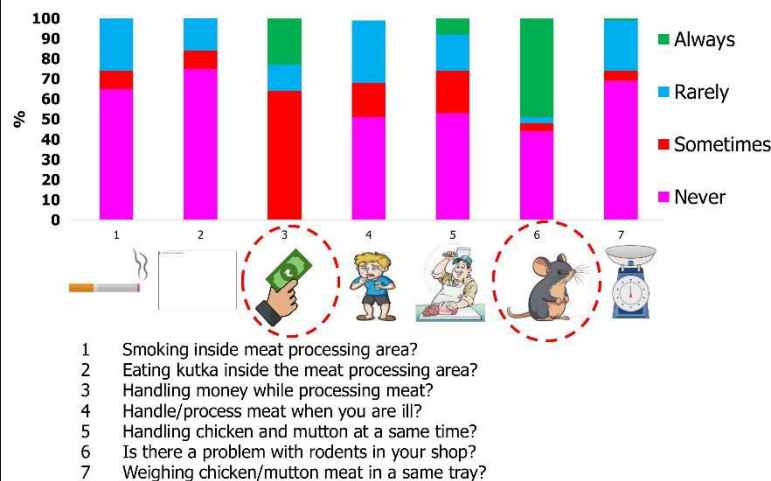 100
90
80
70
60
50
40
30
20
10
0
%
Always
Rarely
Sometimes
Never
1 2 3 4 5 6 7
1 Smoking inside meat processing area?
2 Eating kutka inside the meat processing area?
3 Handling money while processing meat?
4 Handle/process meat when you are ill?
5 Handling chicken and mutton at a same time?
6 Is there a problem with rodents in your shop?
7 Weighing chicken/mutton meat in a same tray?